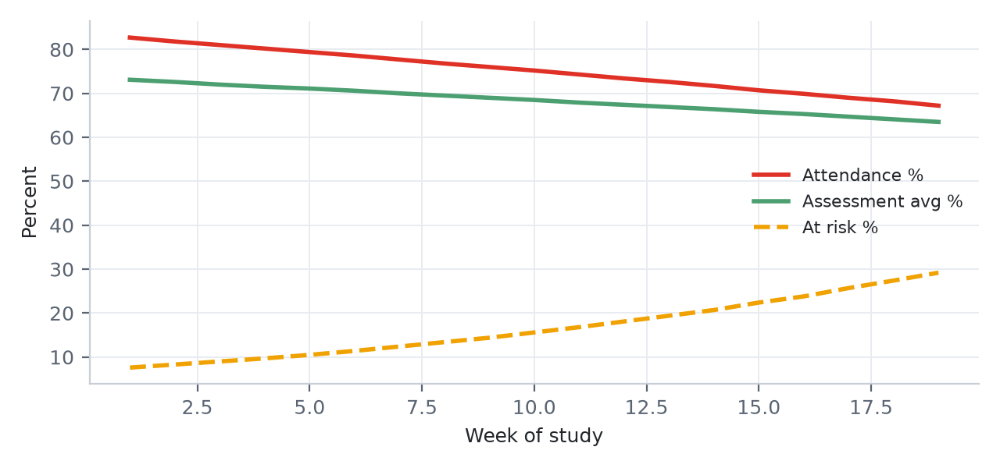 80
70
60
50
40
30
20
10
Percent
Attendance %
Assessment avg %
At risk %
2.5 5.0 7.5 10.0 12.5 15.0 17.5
Week of study